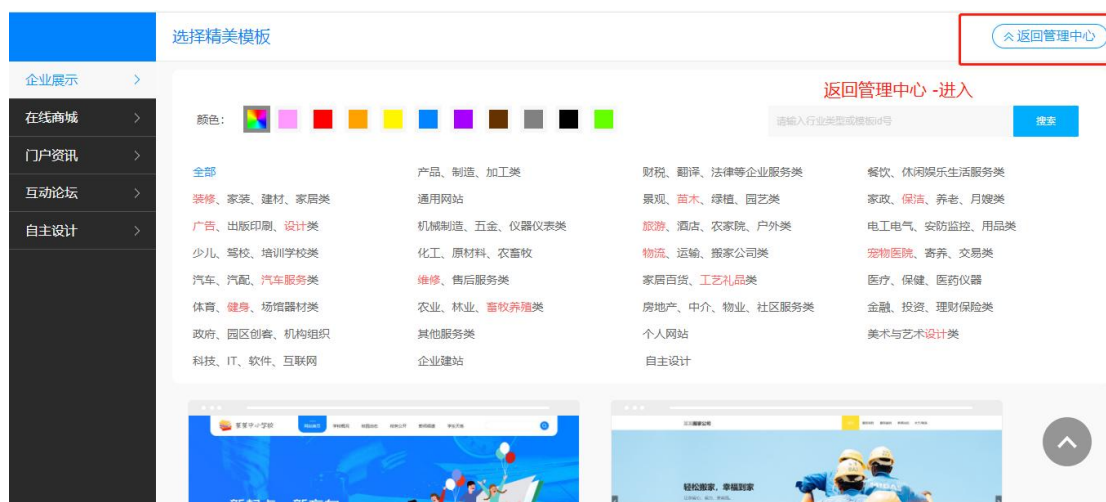 选择精美模板
返回管理中心
企业展示
在线商城
门户资讯
互动论坛
自主设计
返回管理中心 -进入
颜色：
请输入行业类型或模板id号
搜索
全部
产品、制造、加工类
财税、翻译、法律等企业服务类
餐饮、休闲娱乐生活服务类
装修、家装、建材、家居类
通用网站
景观、苗木、绿植、园艺类
家政、保洁、养老、月嫂类
广告、出版印刷、设计类
机械制造、五金、仪器仪表类
旅游、酒店、农家院、户外类
电工电气、安防监控、用品类
少儿、驾校、培训学校类
化工、原材料、农畜牧
物流、运输、搬家公司类
宠物医院、寄养、交易类
汽车、汽配、汽车服务类
维修、售后服务类
家居百货、工艺礼品类
医疗、保健、医药仪器
体育、健身、场馆器材类
农业、林业、畜牧养殖类
房地产、中介、物业、社区服务类
金融、投资、理财保险类
政府、园区创客、机构组织
其他服务类
个人网站
美术与艺术设计类
科技、IT、软件、互联网
企业建站
自主设计
某某中小学校
轻松搬家，幸福到家